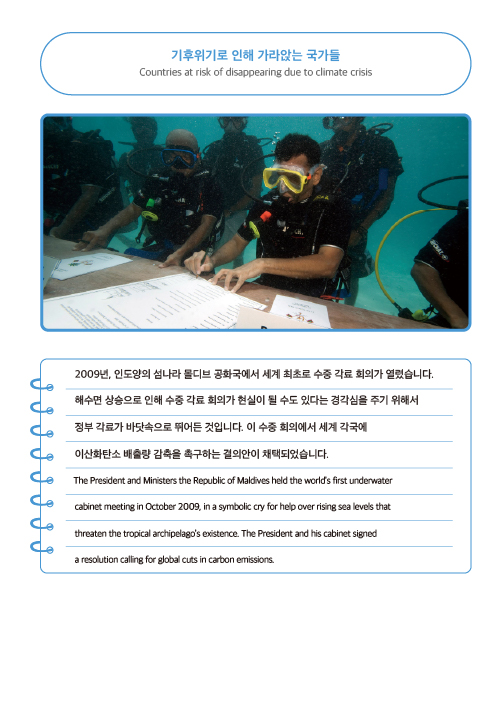 기후위기로 인해 가라앉는 국가들
Countries at risk of disappearing due to climate crisis
2009년, 인도양의 섬나라 몰디브 공화국에서 세계 최초로 수중 각료 회의가 열렸습니다.
해수면 상승으로 인해 수중 각료 회의가 현실이 될 수도 있다는 경각심을 주기 위해서
정부 각료가 바닷속으로 뛰어든 것입니다. 이 수중 회의에서 세계 각국에
이산화탄소 배출량 감축을 촉구하는 결의안이 채택되었습니다.
The President and Ministers the Republic of Maldives held the world's first underwater
cabinet meeting in October 2009, in a symbolic cry for help over rising sea levels that
threaten the tropical archipelago's existence. The President and his cabinet signed
a resolution calling for global cuts in carbon emissions.